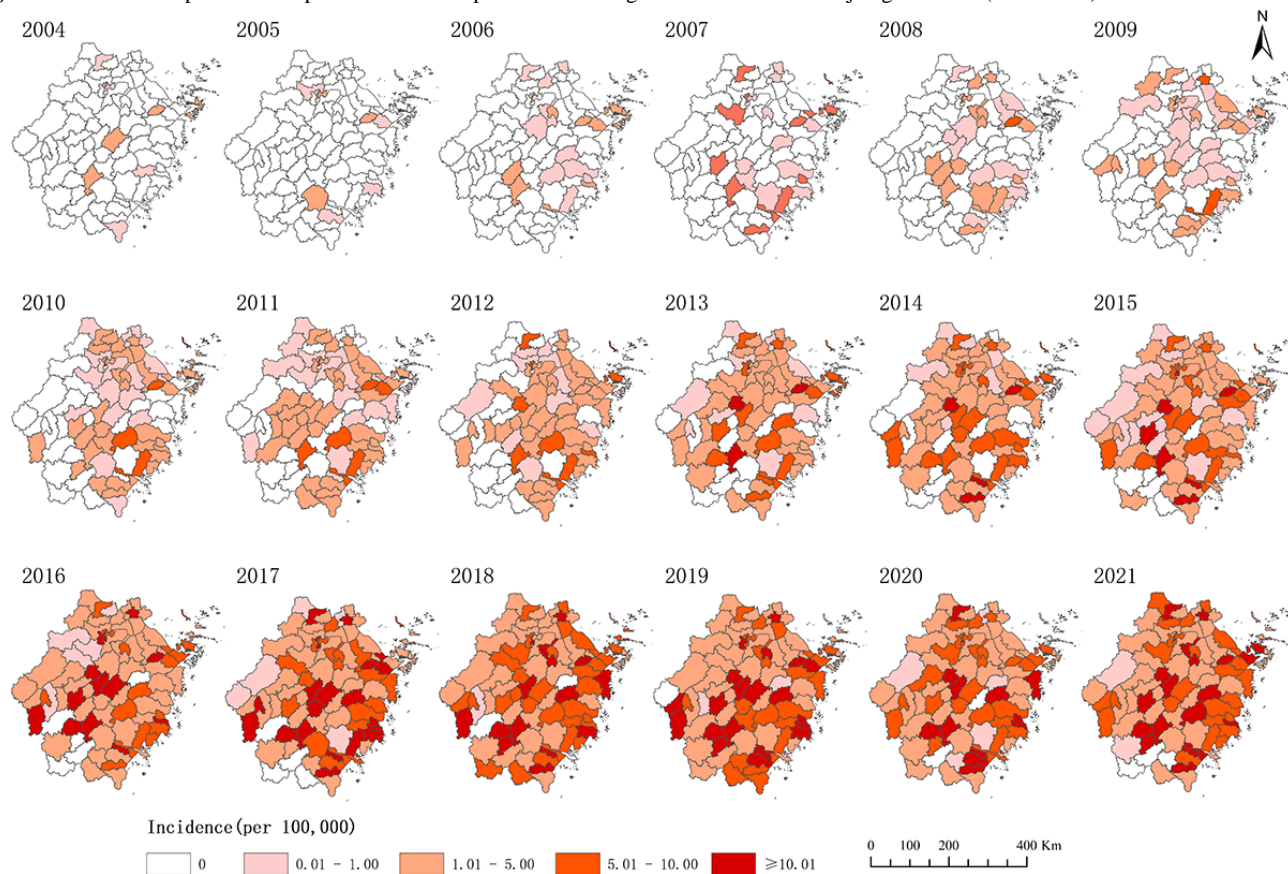 2004 2005 2006 2007 2008 2009 N
2010 2011 2012 2013 2014 2015
2016 2017 2018 2019 2020 2021
Incidence(per 100,000)
0 0.01 - 1.00 1.01 - 5.00 5.01 - 10.00 ≥10.01
0 100 200 400 Km